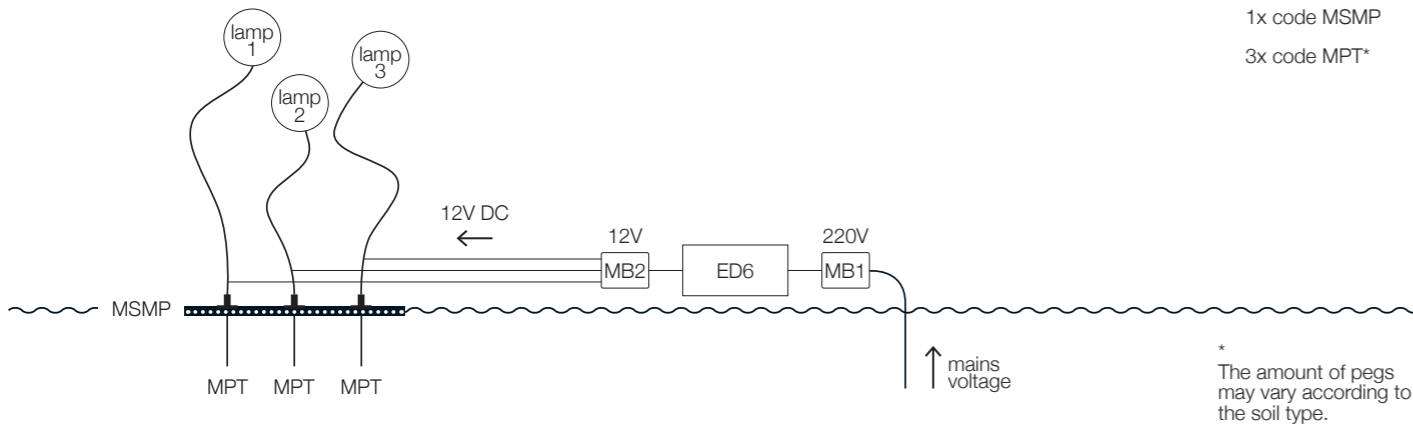 1x code MSMP
3x code MPT*
lamp
1
lamp
2
lamp
3
12V DC
12V
220V
MB2
ED6
MB1
MSMP
MPT
MPT
MPT
mains
voltage
*
The amount of pegs
may vary according to
the soil type.